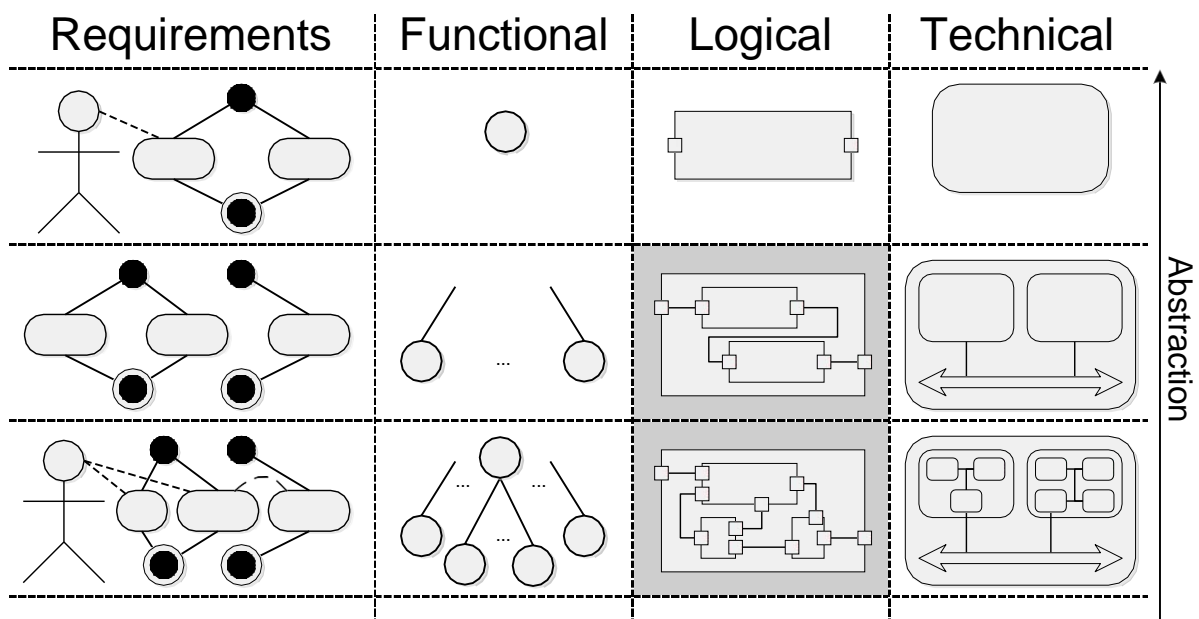 Requirements
Functional
Logical
Technical
Abstraction
...
...
...
...